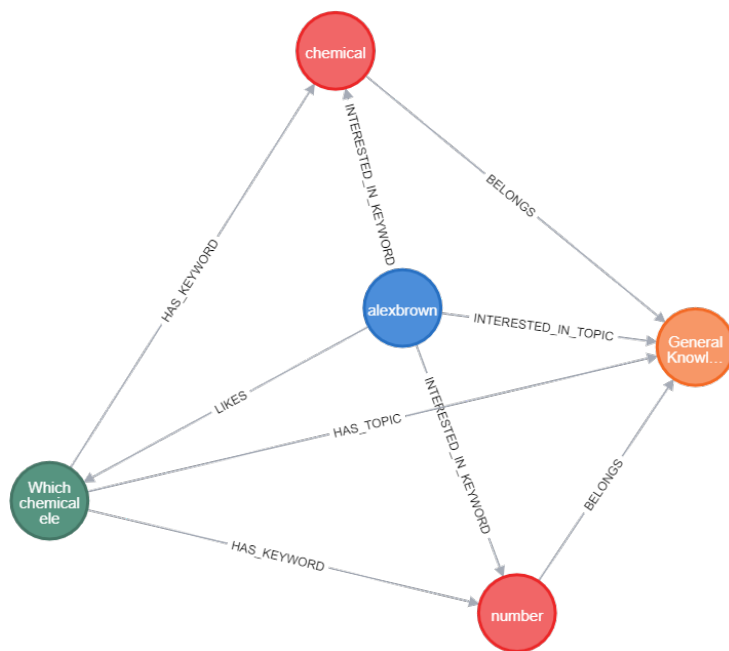 chemical
INTERESTED_IN_KEYWORD
BELONGS
HAS_KEYWORD
alexbrown
INTERESTED_IN_TOPIC
General
Knowl...
LIKES
HAS_TOPIC
INTERESTED_IN_KEYWORD
BELONGS
Which
chemical
ele
HAS_KEYWORD
number